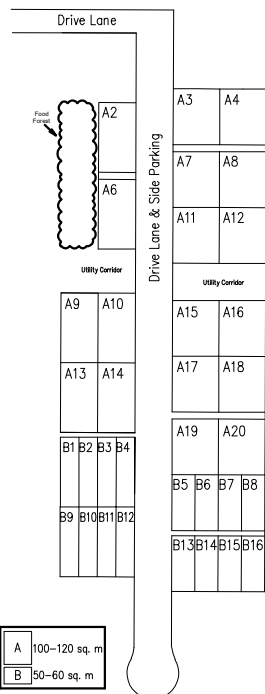 Drive Lane
Food
Forest
A2
A3 A4
Drive Lane & Side Parking
A6
A7 A8
A11 A12
Utility Corridor
Utility Corridor
A9 A10
A15 A16
A13 A14
A17 A18
A19 A20
B1 B2 B3 B4
B5 B6 B7 B8
B9 B10 B11 B12
B13 B14 B15 B16
A 100-120 sq. m
B 50-60 sq. m